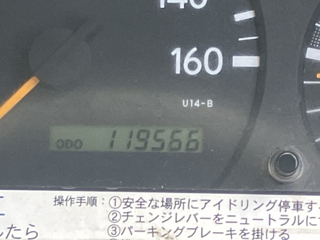 140
160
U14-B
ODO 119566
操作手順：①安全な場所にアイドリング停車す
②チェンジレバーをニュートラルに
③パーキングブレーキを掛ける
したら